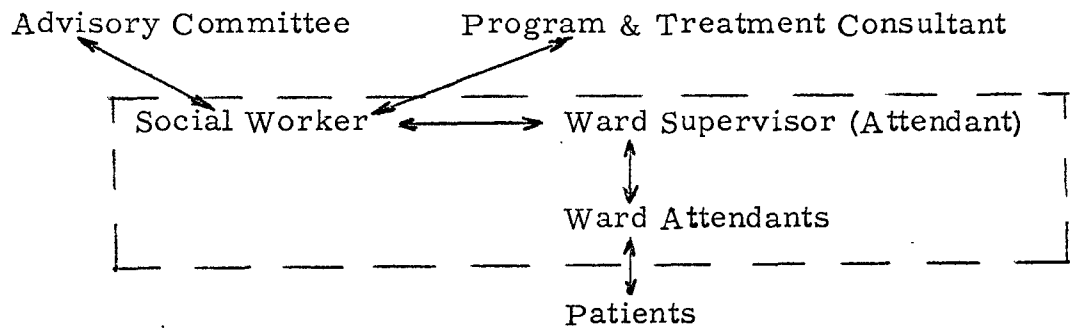 Advisory Committee Program & Treatment Consultant
Social Worker Ward Supervisor (Attendant)
Ward Attendants
Patients